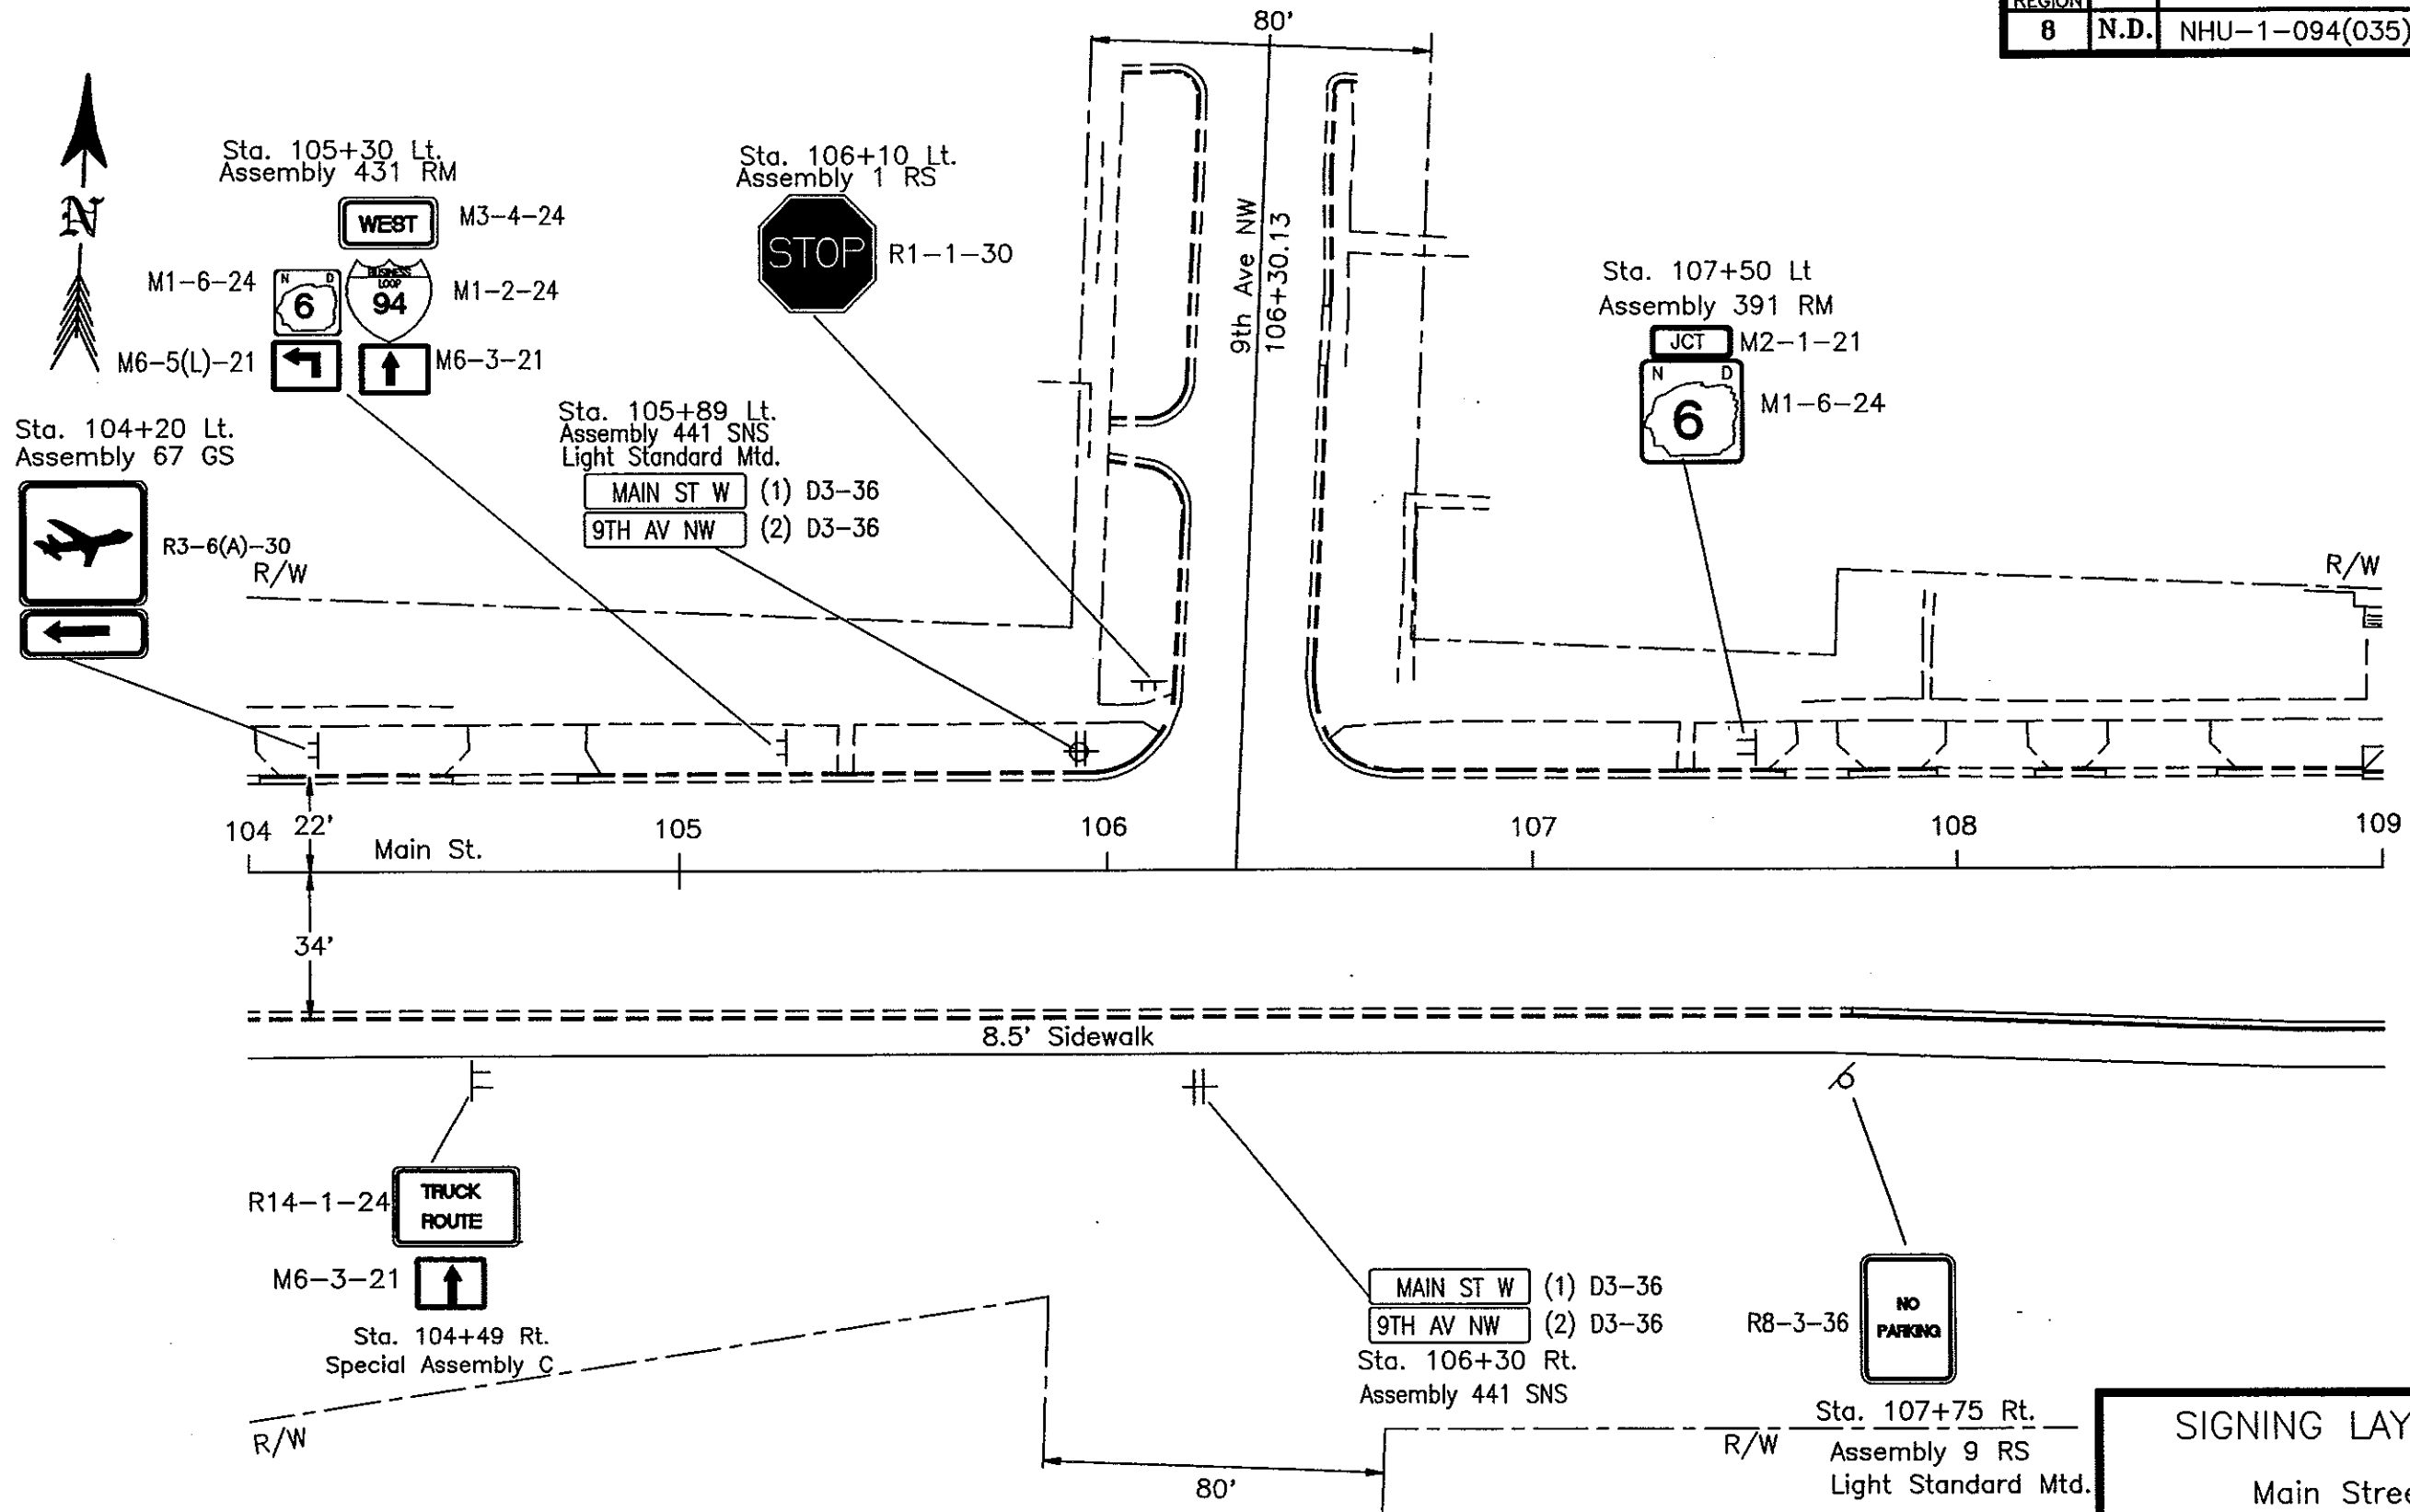 80'
REGION
8 N.D. NHU-1-094(035)
N
Sta. 105+30 Lt.
Assembly 431 RM
WEST M3-4-24
M1-6-24 N D 6 BUSINESS LOOP 94 M1-2-24
M6-5(L)-21 M6-3-21
Sta. 106+10 Lt.
Assembly 1 RS
STOP R1-1-30
9th Ave NW
106+30.13
Sta. 107+50 Lt
Assembly 391 RM
JCT M2-1-21
N D
6 M1-6-24
Sta. 104+20 Lt.
Assembly 67 GS
R3-6(A)-30
R/W
Sta. 105+89 Lt.
Assembly 441 SNS
Light Standard Mtd.
MAIN ST W (1) D3-36
9TH AV NW (2) D3-36
R/W
104 22' 105 106 107 108 109
Main St.
34'
8.5' Sidewalk
R14-1-24 TRUCK
ROUTE
M6-3-21
Sta. 104+49 Rt.
Special Assembly C
R/W
MAIN ST W (1) D3-36
9TH AV NW (2) D3-36
Sta. 106+30 Rt.
Assembly 441 SNS
80'
R8-3-36 NO
PARKING
Sta. 107+75 Rt.
R/W
Assembly 9 RS
Light Standard Mtd.
SIGNING LAY
Main Stree